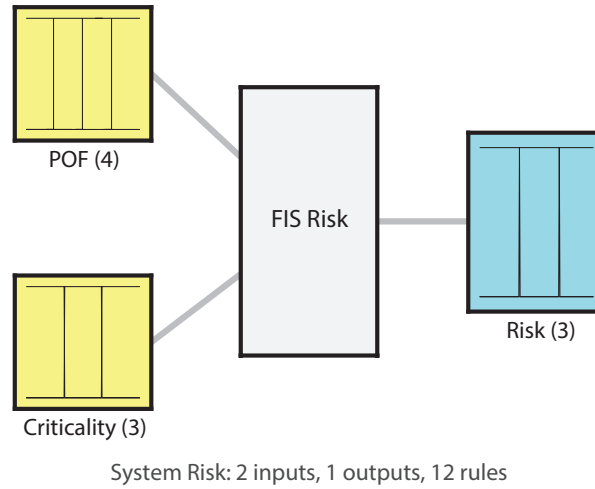 POF (4)
FIS Risk
Risk (3)
Criticality (3)
System Risk: 2 inputs, 1 outputs, 12 rules